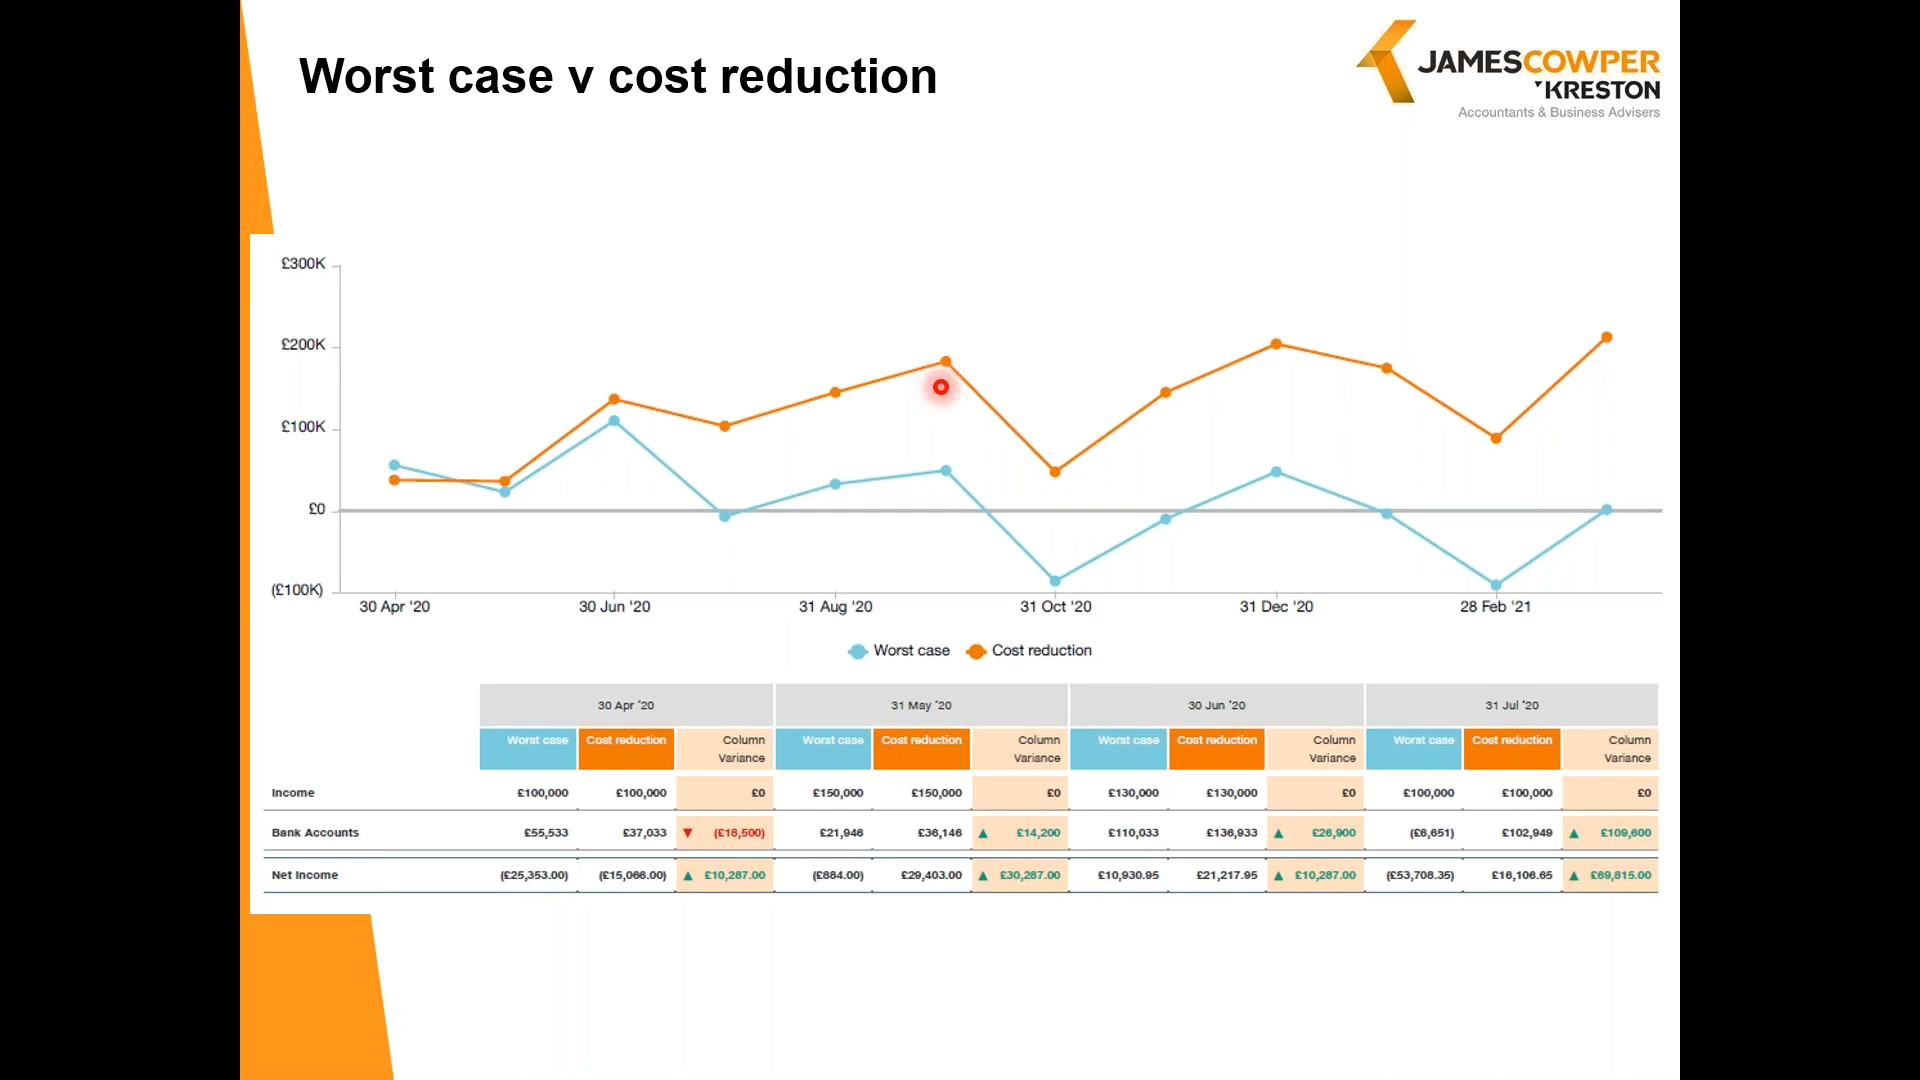 Worst case v cost reduction
JAMESCOWPER
KRESTON
Accountants & Business Advisers
£300K
£200K
£100K
£0
(£100K)
30 Apr '20 30 Jun '20 31 Aug '20 31 Oct '20 31 Dec '20 28 Feb '21
Worst case Cost reduction
30 Apr '20 31 May '20 30 Jun '20 31 Jul '20
Worst case Cost reduction Column Variance Worst case Cost reduction Column Variance Worst case Cost reduction Column Variance Worst case Cost reduction Column Variance
Income £100,000 £100,000 £0 £150,000 £150,000 £0 £130,000 £130,000 £0 £100,000 £100,000 £0
Bank Accounts £55,533 £37,033 ▼ (£18,500) £21,946 £36,146 ▲ £14,200 £110,033 £136,933 ▲ £26,900 (£6,651) £102,949 ▲ £109,600
Net Income (£25,353.00) (£15,066.00) ▲ £10,287.00 (£884.00) £29,403.00 ▲ £30,287.00 £10,930.95 £21,217.95 ▲ £10,287.00 (£53,708.35) £16,106.65 ▲ £69,815.00